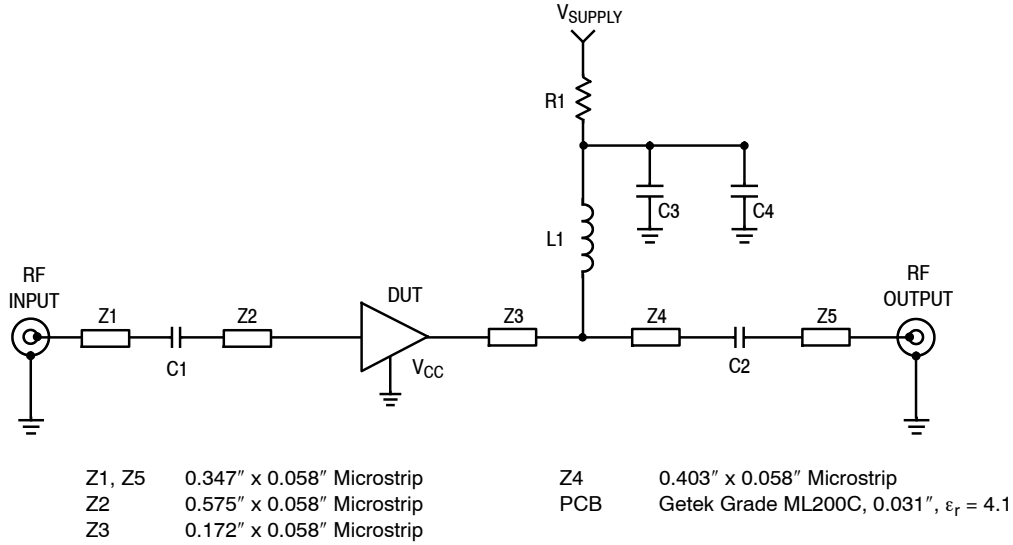 VSUPPLY
R1
C3
C4
L1
RF
INPUT
RF
OUTPUT
DUT
Z1
Z2
Z3
Z4
Z5
C1
VCC
C2
Z1, Z5 0.347″ x 0.058″ Microstrip
Z2 0.575″ x 0.058″ Microstrip
Z3 0.172″ x 0.058″ Microstrip
Z4 0.403″ x 0.058″ Microstrip
PCB Getek Grade ML200C, 0.031″, εr = 4.1